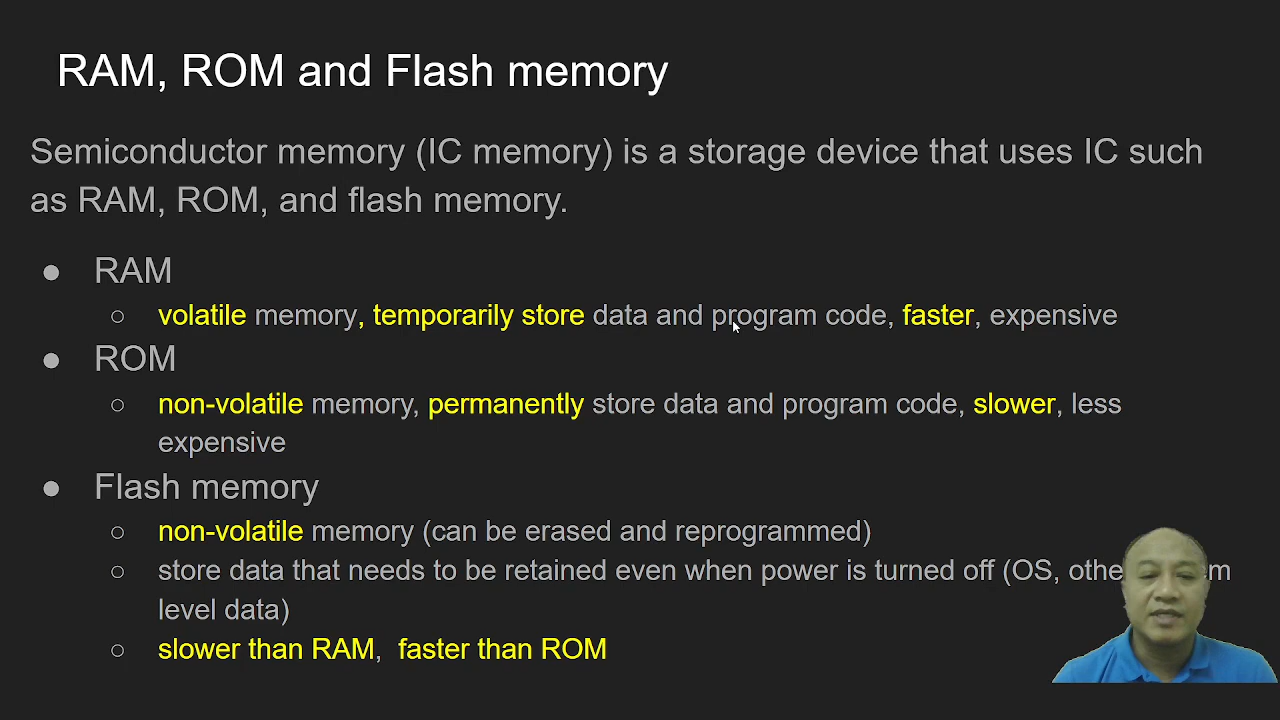 RAM, ROM and Flash memory
Semiconductor memory (IC memory) is a storage device that uses IC such
as RAM, ROM, and flash memory.
● RAM
○ volatile memory, temporarily store data and program code, faster, expensive
● ROM
○ non-volatile memory, permanently store data and program code, slower, less
expensive
● Flash memory
○ non-volatile memory (can be erased and reprogrammed)
○ store data that needs to be retained even when power is turned off (OS,
level data)
○ slower than RAM, faster than ROM